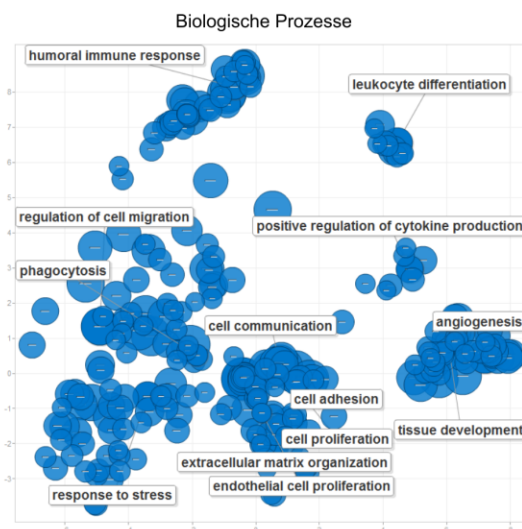 Biologische Prozesse
humoral immune response
leukocyte differentiation
regulation of cell migration
positive regulation of cytokine production
phagocytosis
angiogenesis
cell communication
cell adhesion
tissue development
cell proliferation
extracellular matrix organization
response to stress
endothelial cell proliferation
8
7
6
5
4
3
2
1
0
-1
-2
-3